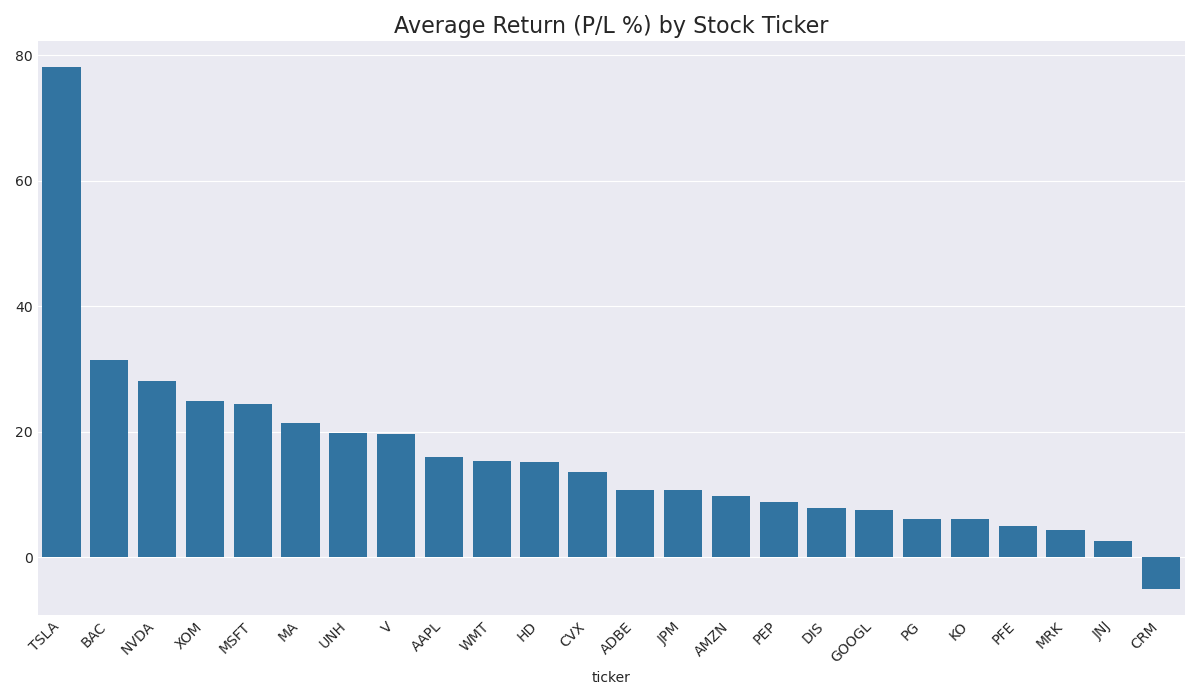 Average Return (P/L %) by Stock Ticker
80
60
40
20
0
TSLA BAC NVDA XOM MSFT MA UNH V AAPL WMT HD CVX ADBE JPM AMZN PEP DIS GOOGL PG KO PFE MRK JNJ CRM
ticker